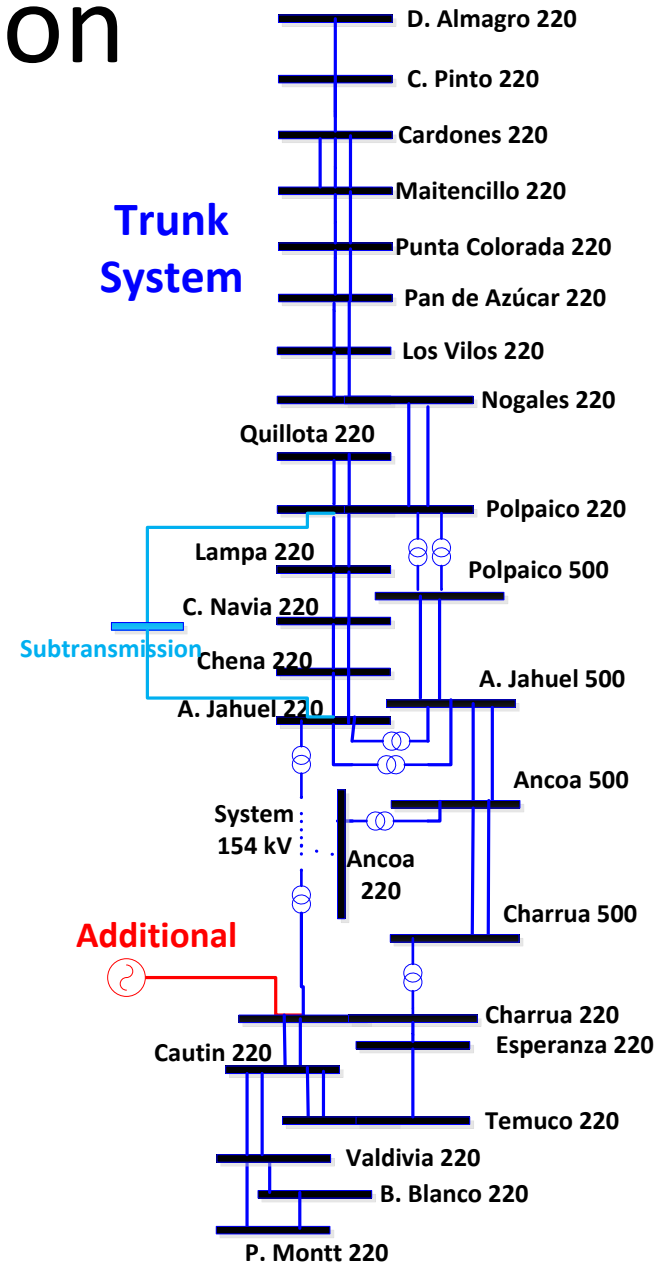 on
D. Almagro 220
C. Pinto 220
Cardones 220
Maitencillo 220
Trunk
System
Punta Colorada 220
Pan de Azúcar 220
Los Vilos 220
Nogales 220
Quillota 220
Polpaico 220
Lampa 220
Polpaico 500
C. Navia 220
Subtransmission
Chena 220
A. Jahuel 500
A. Jahuel 220
Ancoa 500
System
154 kV
Ancoa
220
Charrua 500
Additional
Charrua 220
Esperanza 220
Cautin 220
Temuco 220
Valdivia 220
B. Blanco 220
P. Montt 220